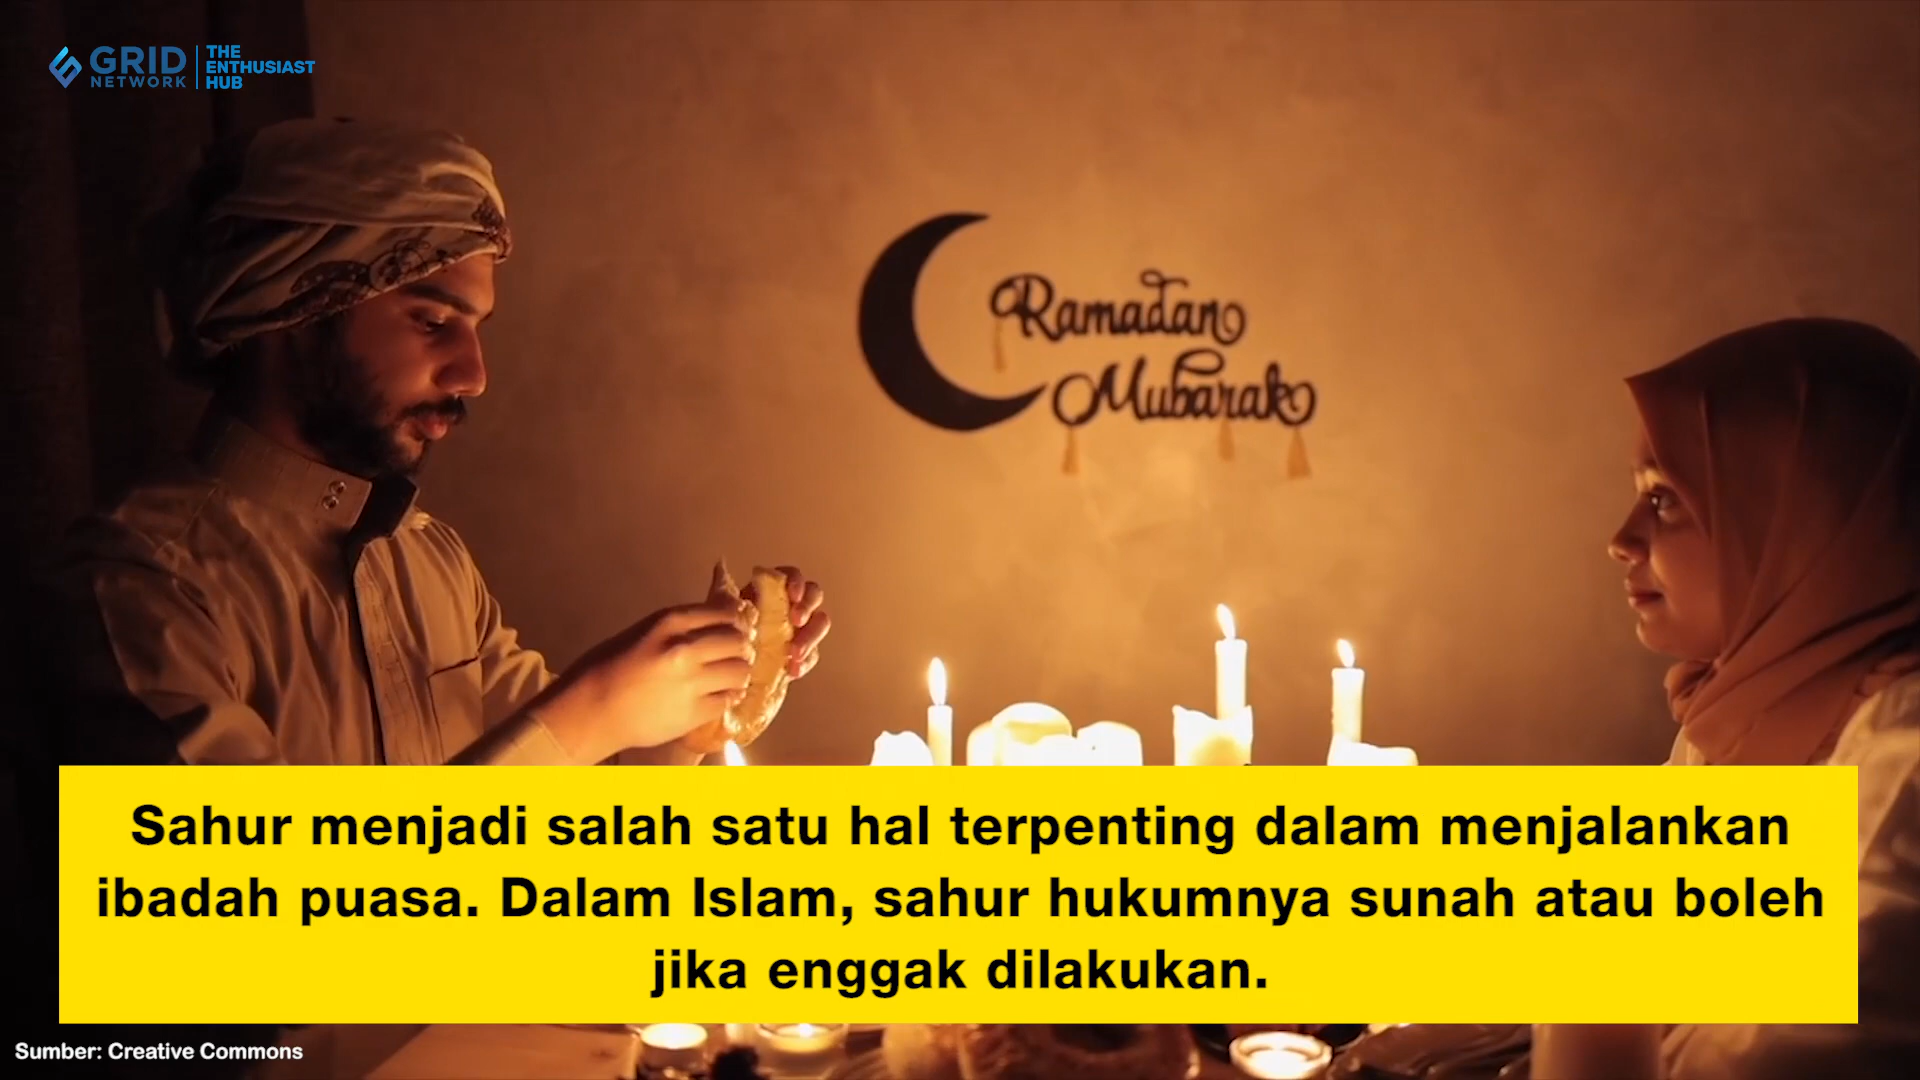 GRID
NETWORK
THE
ENTHUSIAST
HUB
Ramadan
Mubarak
Sahur menjadi salah satu hal terpenting dalam menjalankan
ibadah puasa. Dalam Islam, sahur hukumnya sunah atau boleh
jika enggak dilakukan.
Sumber: Creative Commons